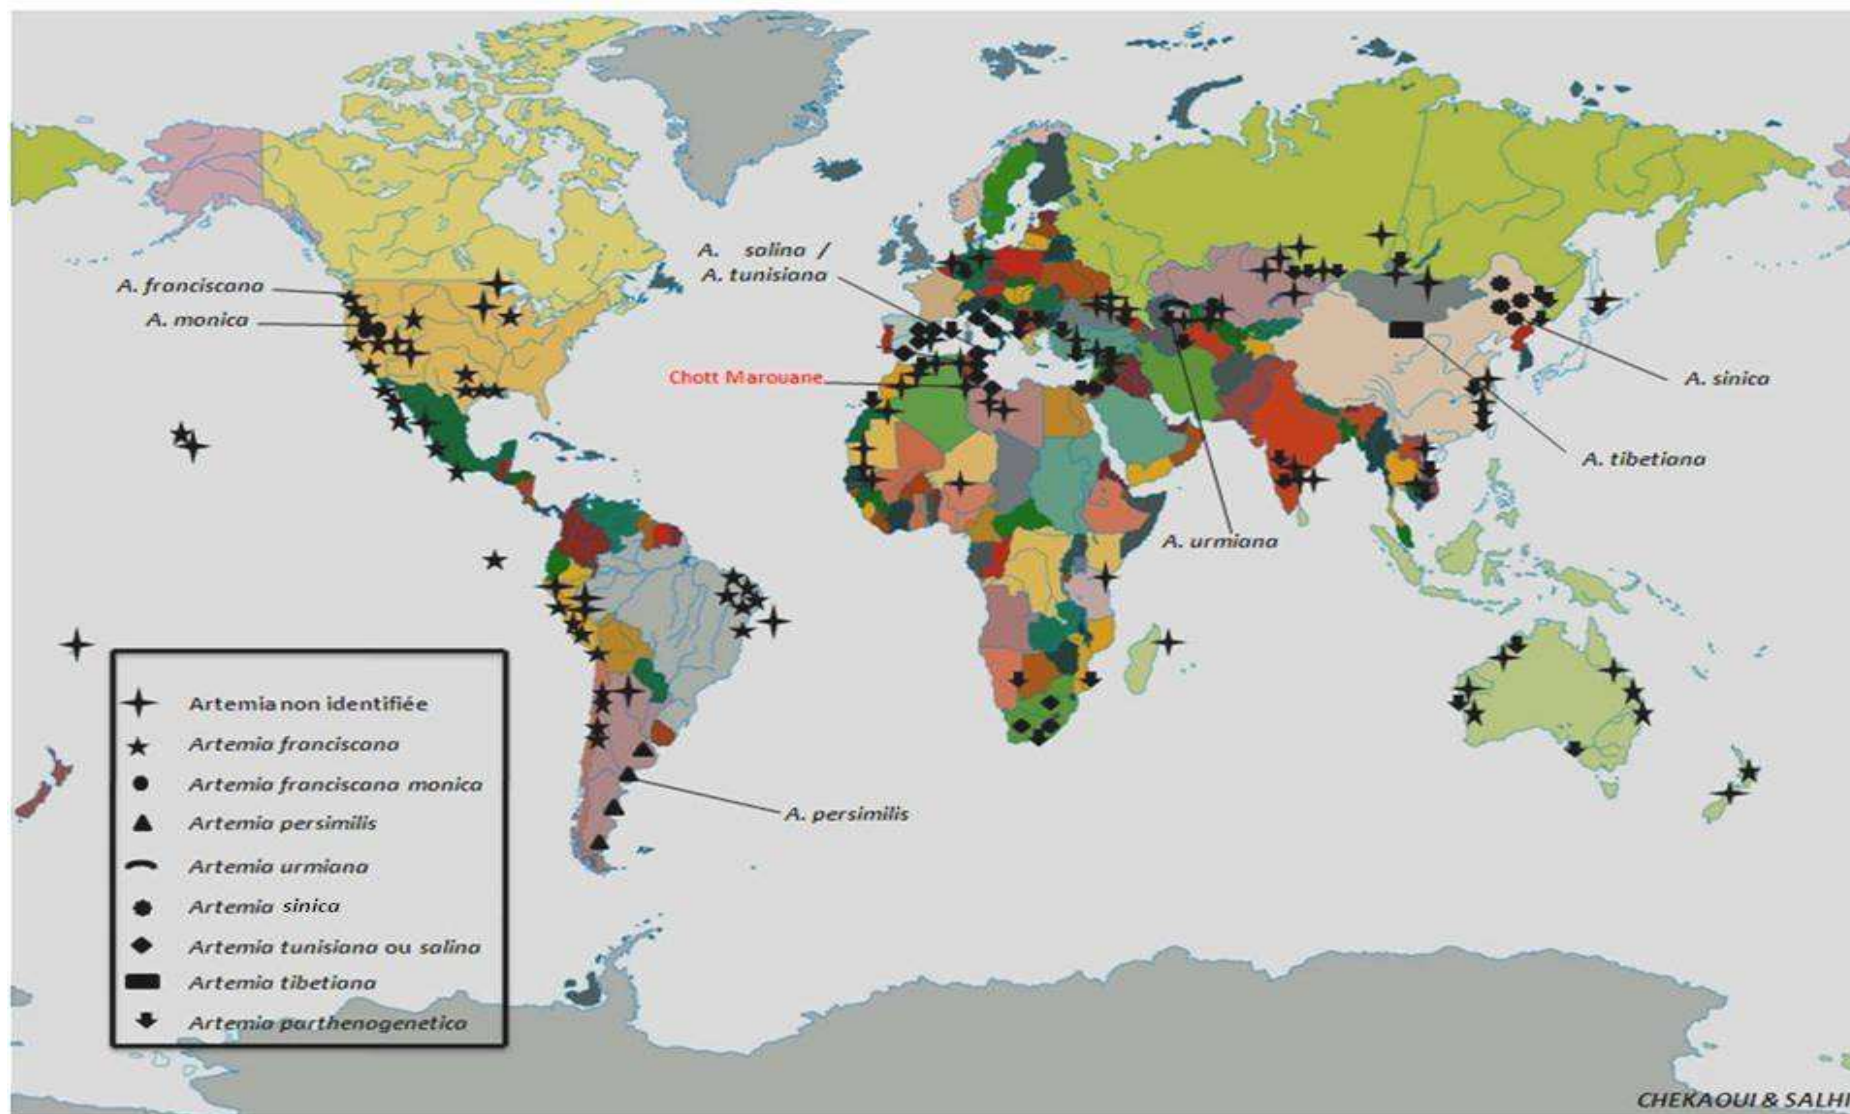 A. salina /
A. tunisiana
A. franciscana
A. monica
Chott Marouane
A. sinica
A. tibetiana
A. urmiana
A. persimilis
Artemia non identifiée
Artemia franciscana
Artemia franciscana monica
Artemia persimilis
Artemia urmiana
Artemia sinica
Artemia tunisiana ou salina
Artemia tibetiana
Artemia parthenogenetica
CHEKAOUI & SALHI